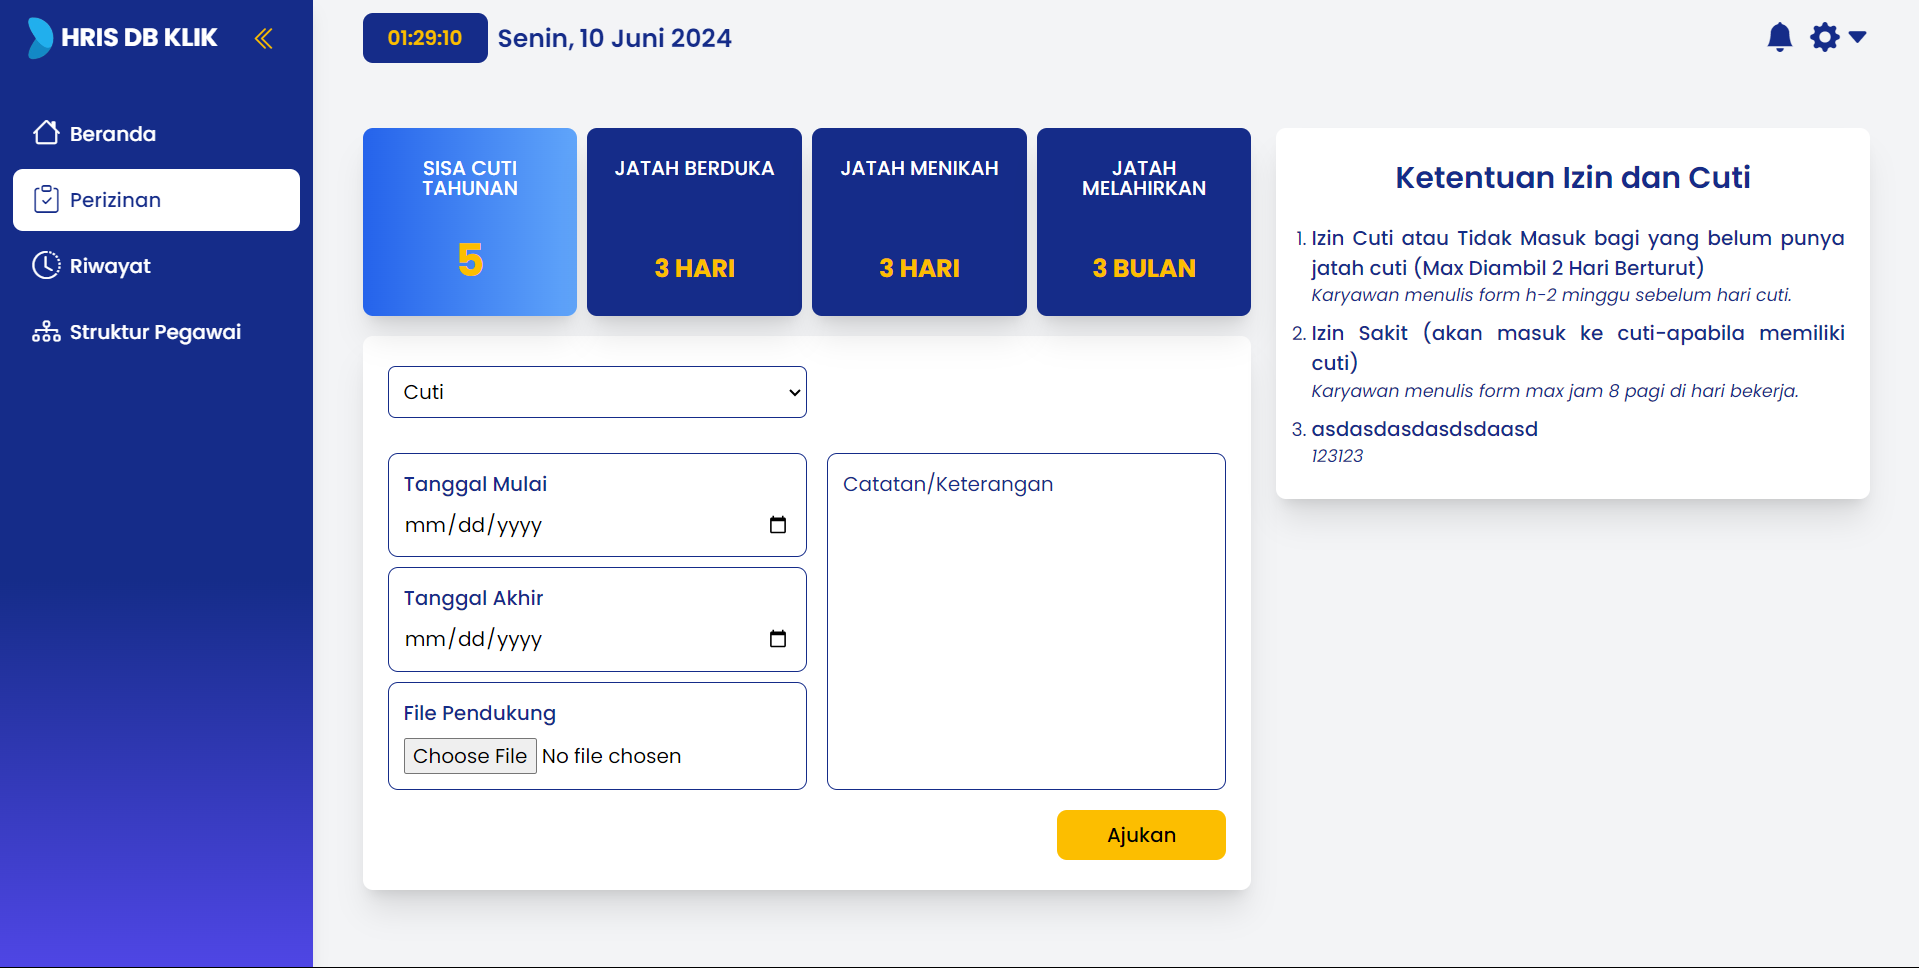 HRIS DB KLIK
Beranda
Perizinan
Riwayat
Struktur Pegawai
01:29:10
Senin, 10 Juni 2024
SISA CUTI
TAHUNAN
5
JATAH BERDUKA
3 HARI
JATAH MENIKAH
3 HARI
JATAH
MELAHIRKAN
3 BULAN
Cuti
Tanggal Mulai
mm/dd/yyyy
Tanggal Akhir
mm/dd/yyyy
File Pendukung
Choose File No file chosen
Catatan/Keterangan
Ajukan
Ketentuan Izin dan Cuti
1. Izin Cuti atau Tidak Masuk bagi yang belum punya
jatah cuti (Max Diambil 2 Hari Berturut)
Karyawan menulis form h-2 minggu sebelum hari cuti.
2. Izin Sakit (akan masuk ke cuti-apabila memiliki
cuti)
Karyawan menulis form max jam 8 pagi di hari bekerja.
3. asdasdasdasdsdaasd
123123